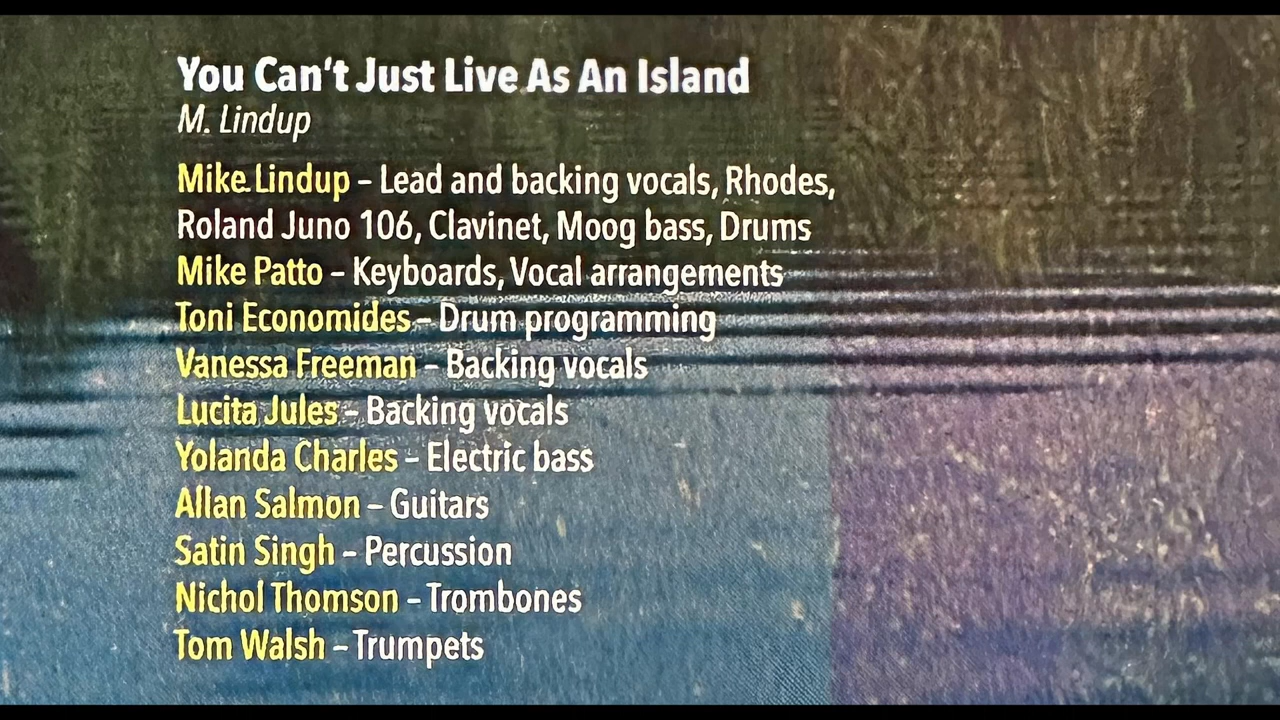 You Can‘t Just Live As An Island
M. Lindup
Mike Lindup – Lead and backing vocals, Rhodes,
Roland Juno 106, Clavinet, Moog bass, Drums
Mike Patto – Keyboards, Vocal arrangements
Toni Economides – Drum programming
Vanessa Freeman – Backing vocals
Lucita Jules – Backing vocals
Yolanda Charles – Electric bass
Allan Salmon – Guitars
Satin Singh – Percussion
Nichol Thomson – Trombones
Tom Walsh – Trumpets